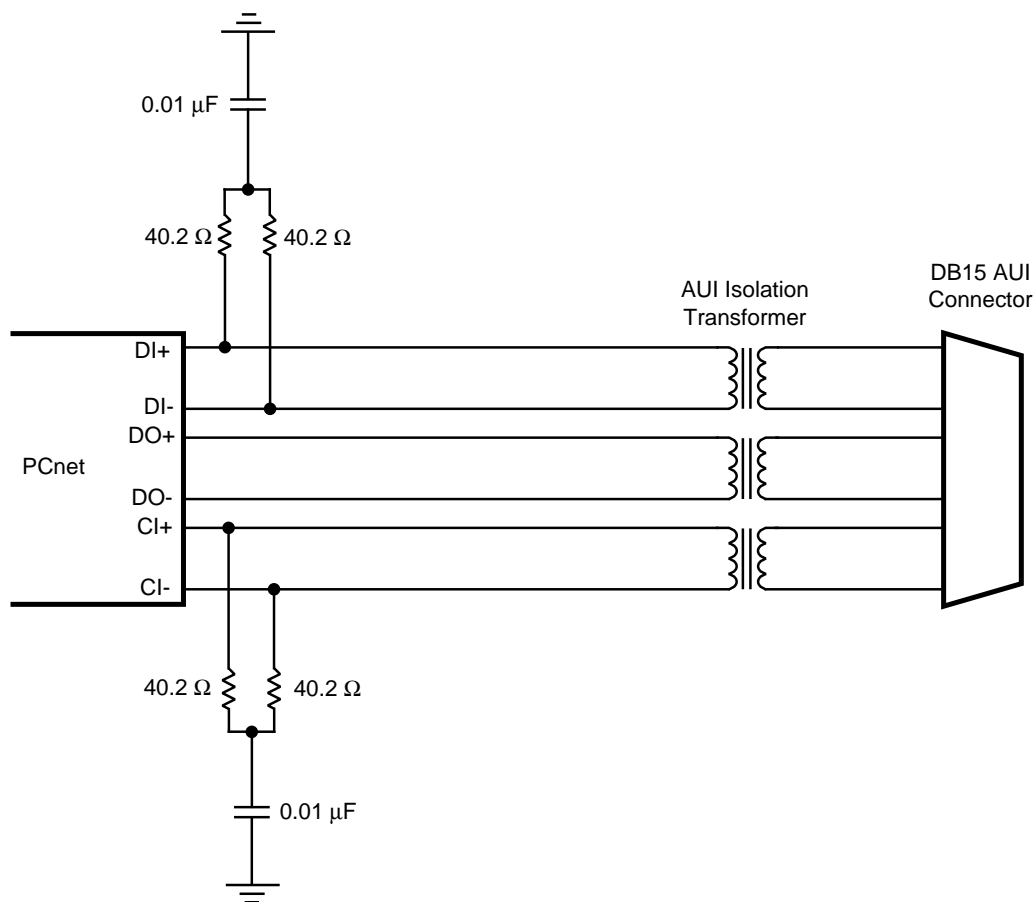 0.01 μF
40.2 Ω
40.2 Ω
AUI Isolation
Transformer
DB15 AUI
Connector
DI+
DI-
DO+
PCnet
DO-
CI+
CI-
40.2 Ω
40.2 Ω
0.01 μF